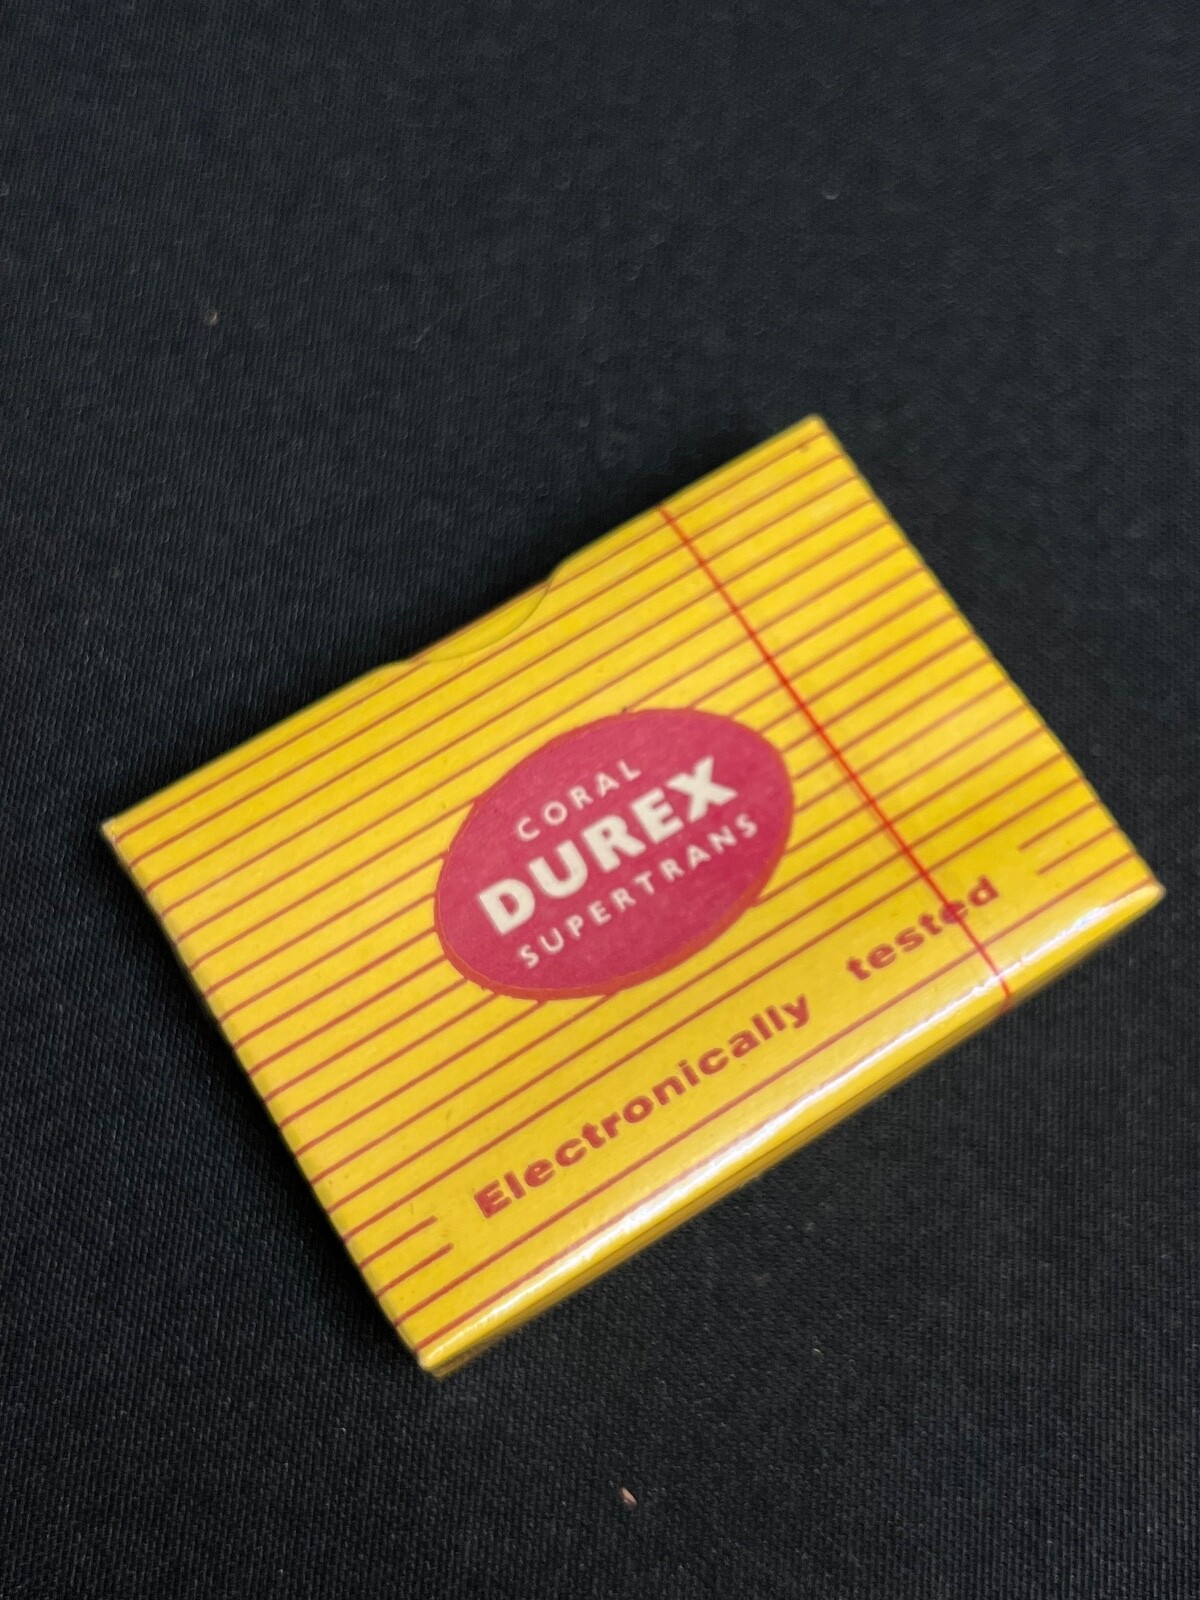 CORAL
DUREX
SUPERTRANS
Electronically tested